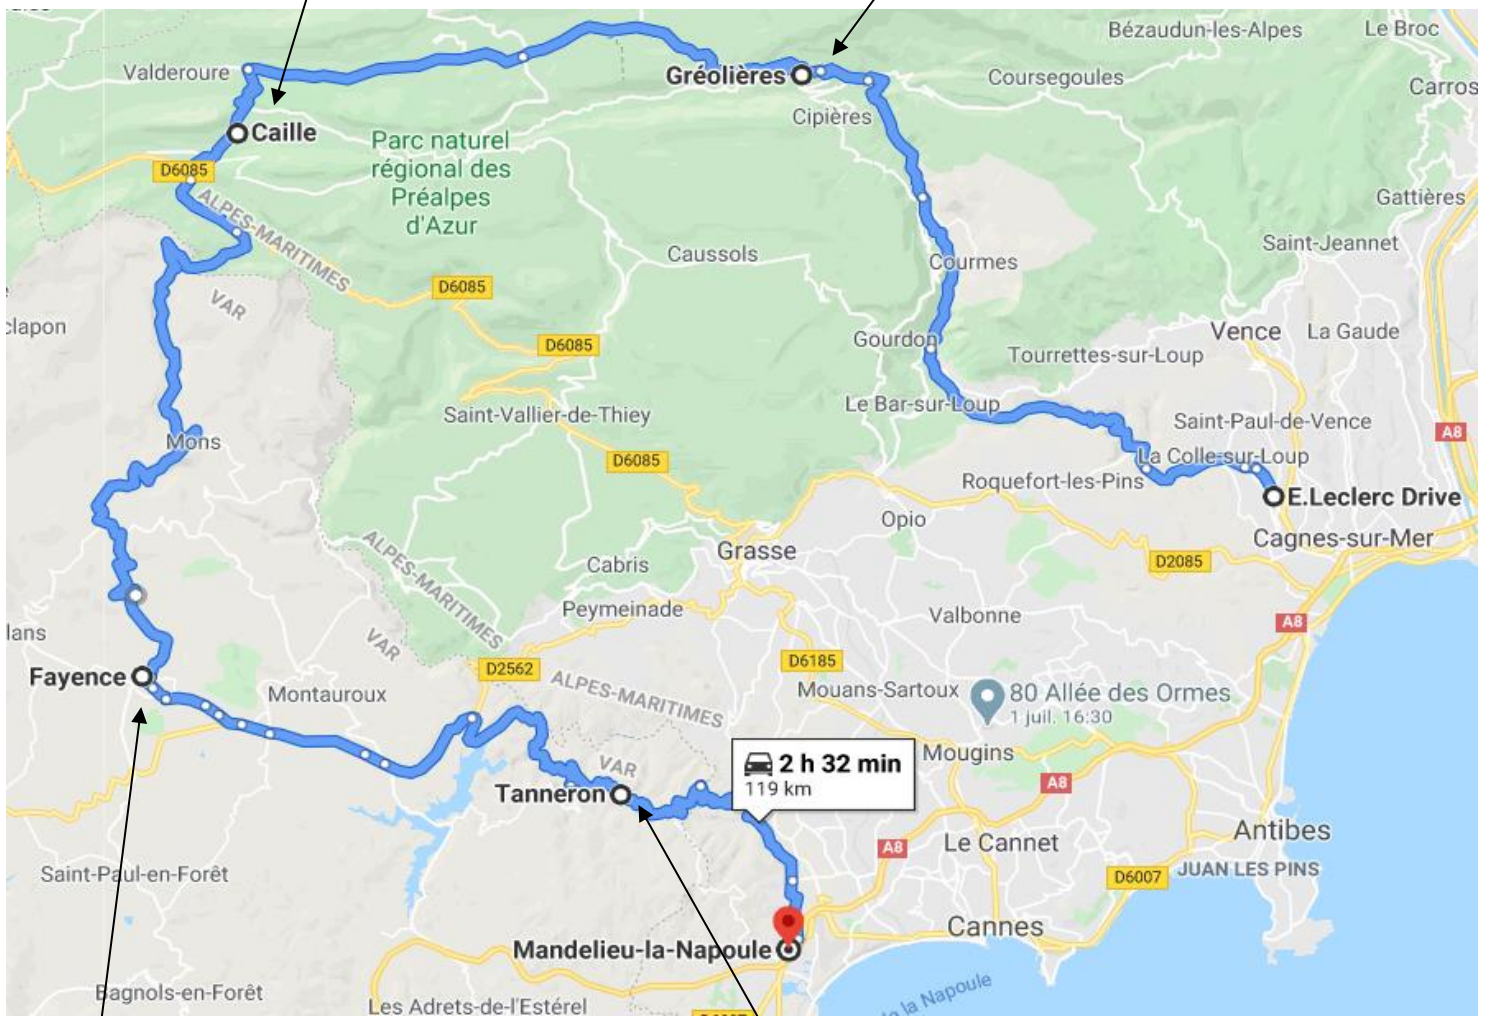 Bézaudun-les-Alpes
Le Broc
Valderoure
Gréolières
Coursegoules
Carros
Cipières
Caille
Parc naturel
régional des
Préalpes
d'Azur
D6085
ALPES-MARITIMES
Gattières
Saint-Jeannet
Caussols
Courmes
D6085
VAR
clapon
D6085
Gourdon
Vence
La Gaude
Tourrettes-sur-Loup
Le Bar-sur-Loup
Saint-Vallier-de-Thiey
Saint-Paul-de-Vence
A8
Mons
D6085
La Colle-sur-Loup
Roquefort-les-Pins
E.Leclerc Drive
Opio
Cagnes-sur-Mer
Grasse
ALPES-MARITIMES
Cabris
D2085
Peymeinade
Valbonne
A8
lans
VAR
Fayence
D2562
D6185
Montauroux
ALPES-MARITIMES
Mouans-Sartoux
80 Allée des Ormes
1 juil. 16:30
VAR
2 h 32 min
119 km
Mougins
A8
Tanneron
Antibes
A8
Le Cannet
JUAN LES PINS
Saint-Paul-en-Forêt
D6007
Cannes
Mandelieu-la-Napoule
Bagnols-en-Forêt
Les Adrets-de-l'Estérel
de la Napoule